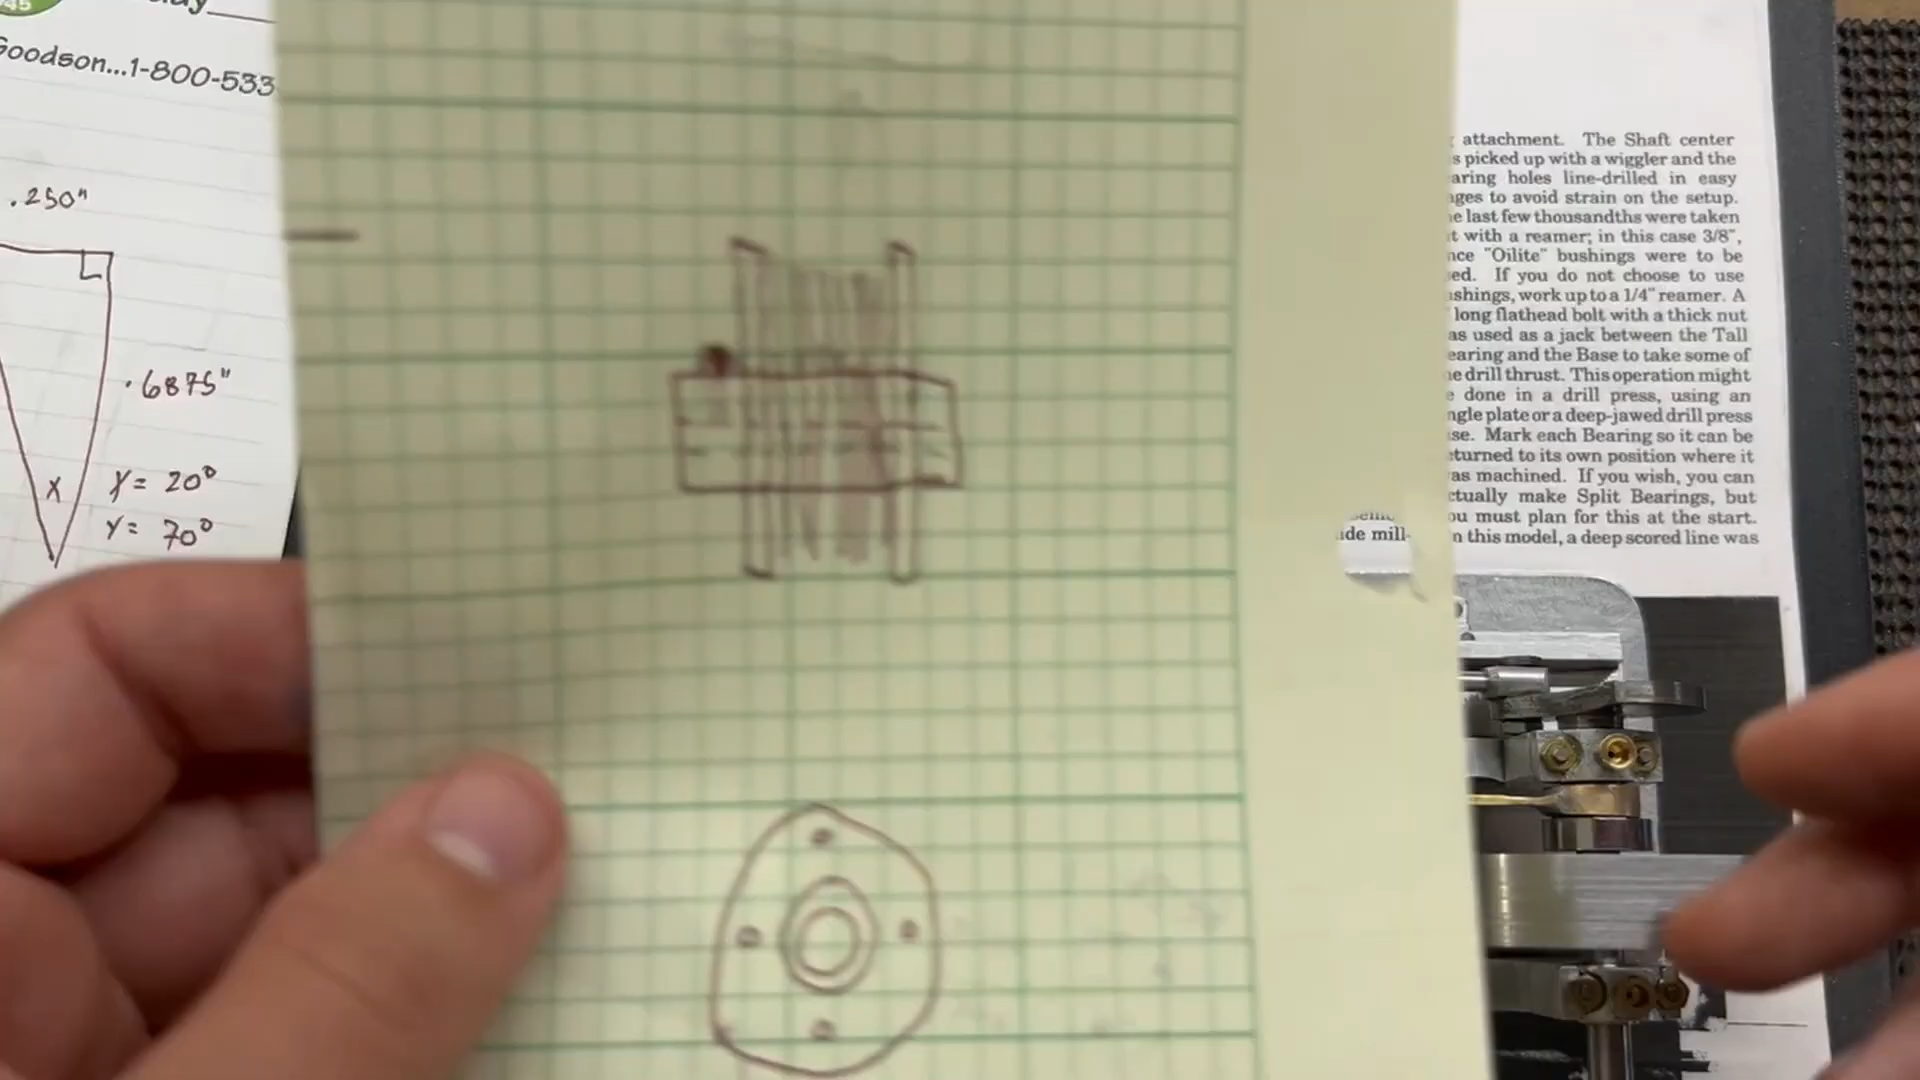 45
Goodson...1-800-533
.250"
.6875"
X
Y= 20°
Y= 70°
attachment. The Shaft center
s picked up with a wiggler and the
aring holes line-drilled in easy
ges to avoid strain on the setup.
e last few thousandths were taken
t with a reamer; in this case 3/8",
nce "Oilite" bushings were to be
ed. If you do not choose to use
shings, work up to a 1/4" reamer. A
long flathead bolt with a thick nut
as used as a jack between the Tall
earing and the Base to take some of
e drill thrust. This operation might
e done in a drill press, using an
ngle plate or a deep-jawed drill press
se. Mark each Bearing so it can be
turned to its own position where it
as machined. If you wish, you can
ctually make Split Bearings, but
ou must plan for this at the start.
ide mill- n this model, a deep scored line was